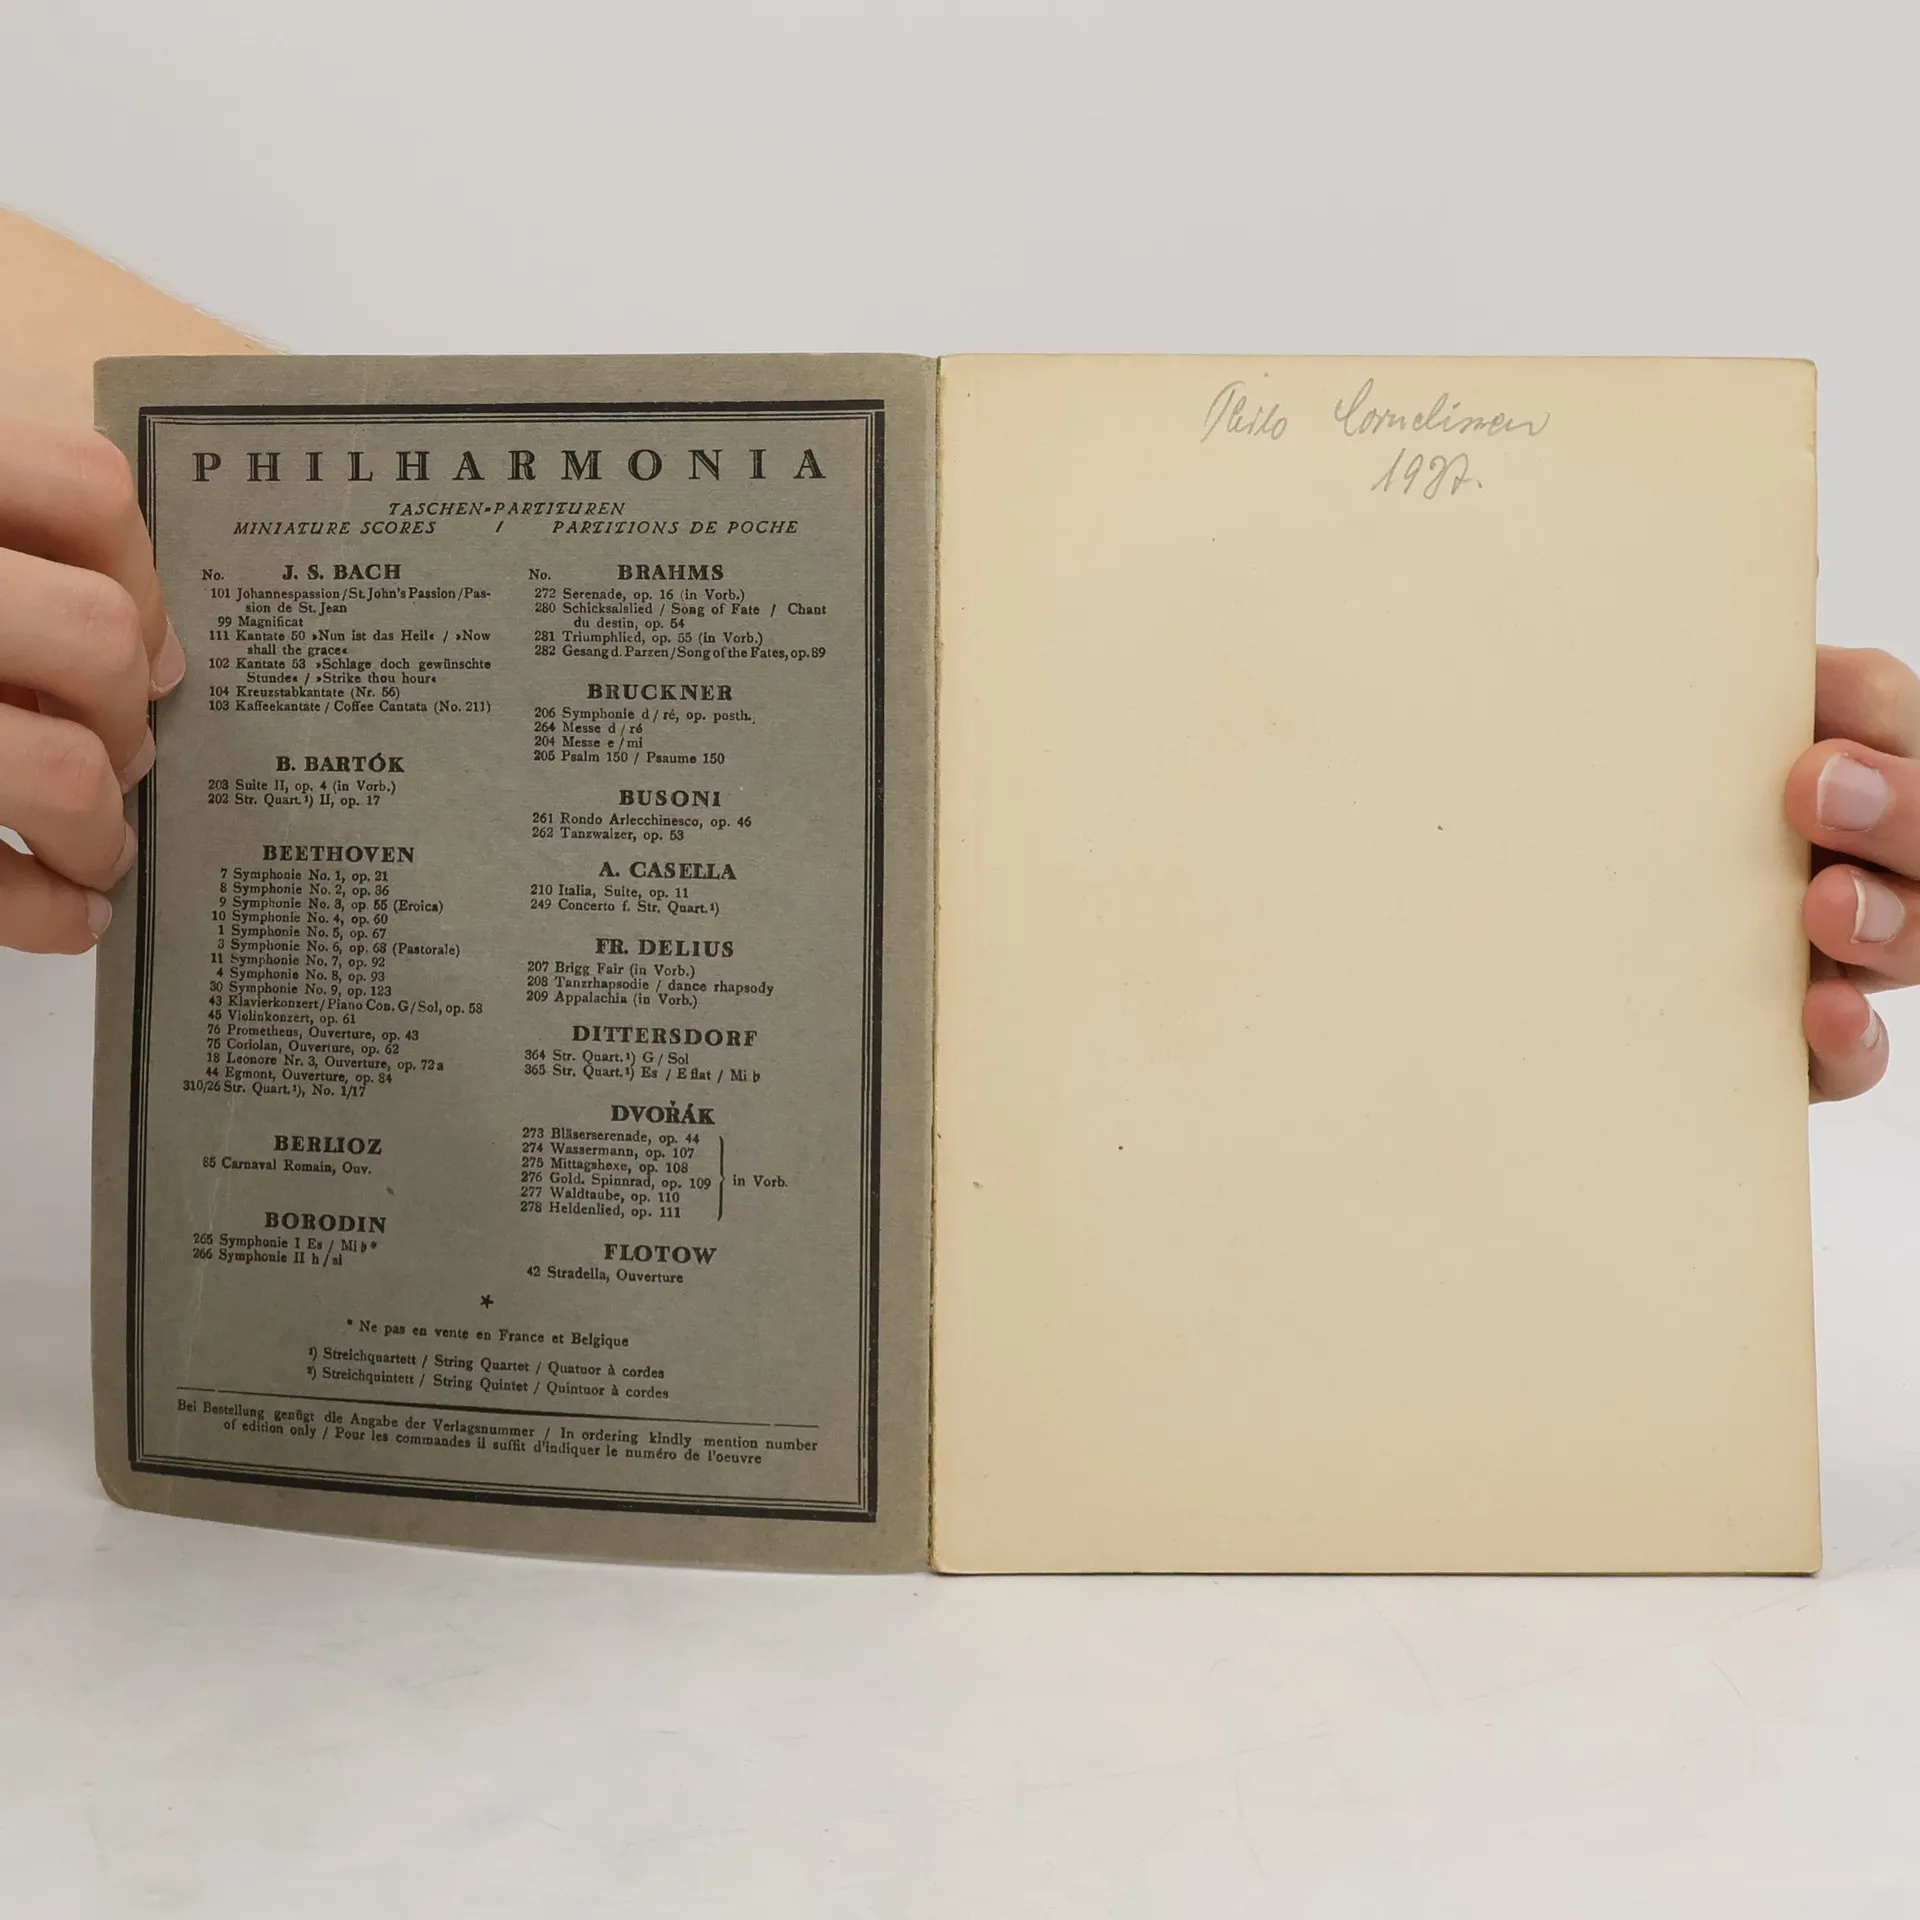 PHILHARMONIA
TASCHEN-PARTITUREN
MINIATURE SCORES / PARTITIONS DE POCHE
No. J. S. BACH
101 Johannespassion/St. John's Passion/Pas-
sion de St. Jean
99 Magnificat
111 Kantate 50 »Nun ist das Heil« / »Now
shall the grace«
102 Kantate 53 »Schlage doch gewünschte
Stunde« / »Strike thou hour«
104 Kreuzstabkantate (Nr. 56)
103 Kaffeekantate / Coffee Cantata (No. 211)
B. BARTÓK
203 Suite II, op. 4 (in Vorb.)
202 Str. Quart.¹) II, op. 17
BEETHOVEN
7 Symphonie No. 1, op. 21
8 Symphonie No. 2, op. 36
9 Symphonie No. 3, op. 55 (Eroica)
10 Symphonie No. 4, op. 60
1 Symphonie No. 5, op. 67
3 Symphonie No. 6, op. 68 (Pastorale)
11 Symphonie No. 7, op. 92
4 Symphonie No. 8, op. 93
30 Symphonie No. 9, op. 123
43 Klavierkonzert/Piano Con. G/Sol, op. 58
45 Violinkonzert, op. 61
76 Prometheus, Ouverture, op. 43
75 Coriolan, Ouverture, op. 62
18 Leonore Nr. 3, Ouverture, op. 72a
44 Egmont, Ouverture, op. 84
310/26 Str. Quart.¹), No. 1/17
BERLIOZ
85 Carnaval Romain, Ouv.
BORODIN
265 Symphonie I Es / Mi♭*
266 Symphonie II h / si
No. BRAHMS
272 Serenade, op. 16 (in Vorb.)
280 Schicksalslied / Song of Fate / Chant
du destin, op. 54
281 Triumphlied, op. 55 (in Vorb.)
282 Gesang d. Parzen/Song of the Fates, op. 89
BRUCKNER
206 Symphonie d / ré, op. posth.
264 Messe d / ré
204 Messe e / mi
205 Psalm 150 / Psaume 150
BUSONI
261 Rondo Arlecchinesco, op. 46
262 Tanzwalzer, op. 53
A. CASELLA
210 Italia, Suite, op. 11
249 Concerto f. Str. Quart.¹)
FR. DELIUS
207 Brigg Fair (in Vorb.)
208 Tanzrhapsodie / dance rhapsody
209 Appalachia (in Vorb.)
DITTERSDORF
364 Str. Quart.¹) G / Sol
365 Str. Quart.¹) Es / E flat / Mi ♭
DVOŘÁK
273 Bläserserenade, op. 44
274 Wassermann, op. 107
275 Mittagshexe, op. 108
276 Gold. Spinnrad, op. 109 in Vorb.
277 Waldtaube, op. 110
278 Heldenlied, op. 111
FLOTOW
42 Stradella, Ouverture
*
* Ne pas en vente en France et Belgique
¹) Streichquartett / String Quartet / Quatuor à cordes
²) Streichquintett / String Quintet / Quintuor à cordes
Bei Bestellung genügt die Angabe der Verlagsnummer / In ordering kindly mention number
of edition only / Pour les commandes il suffit d'indiquer le numéro de l'oeuvre